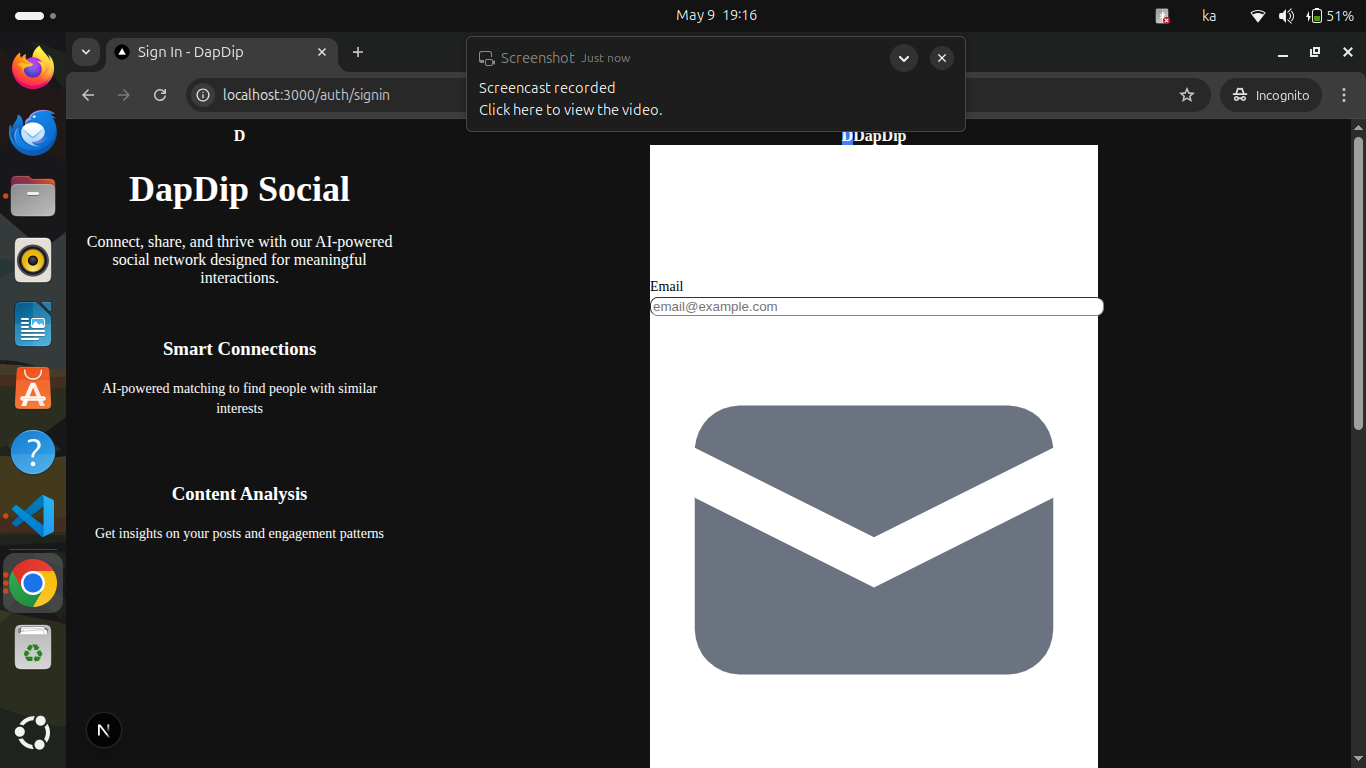 May 9 19:16
ka
51%
Sign In - DapDip
Screenshot Just now
Screencast recorded
Click here to view the video.
localhost:3000/auth/signin
Incognito
D
DapDip Social
Connect, share, and thrive with our AI-powered
social network designed for meaningful
interactions.
Smart Connections
AI-powered matching to find people with similar
interests
Content Analysis
Get insights on your posts and engagement patterns
N
DDapDip
Email
email@example.com